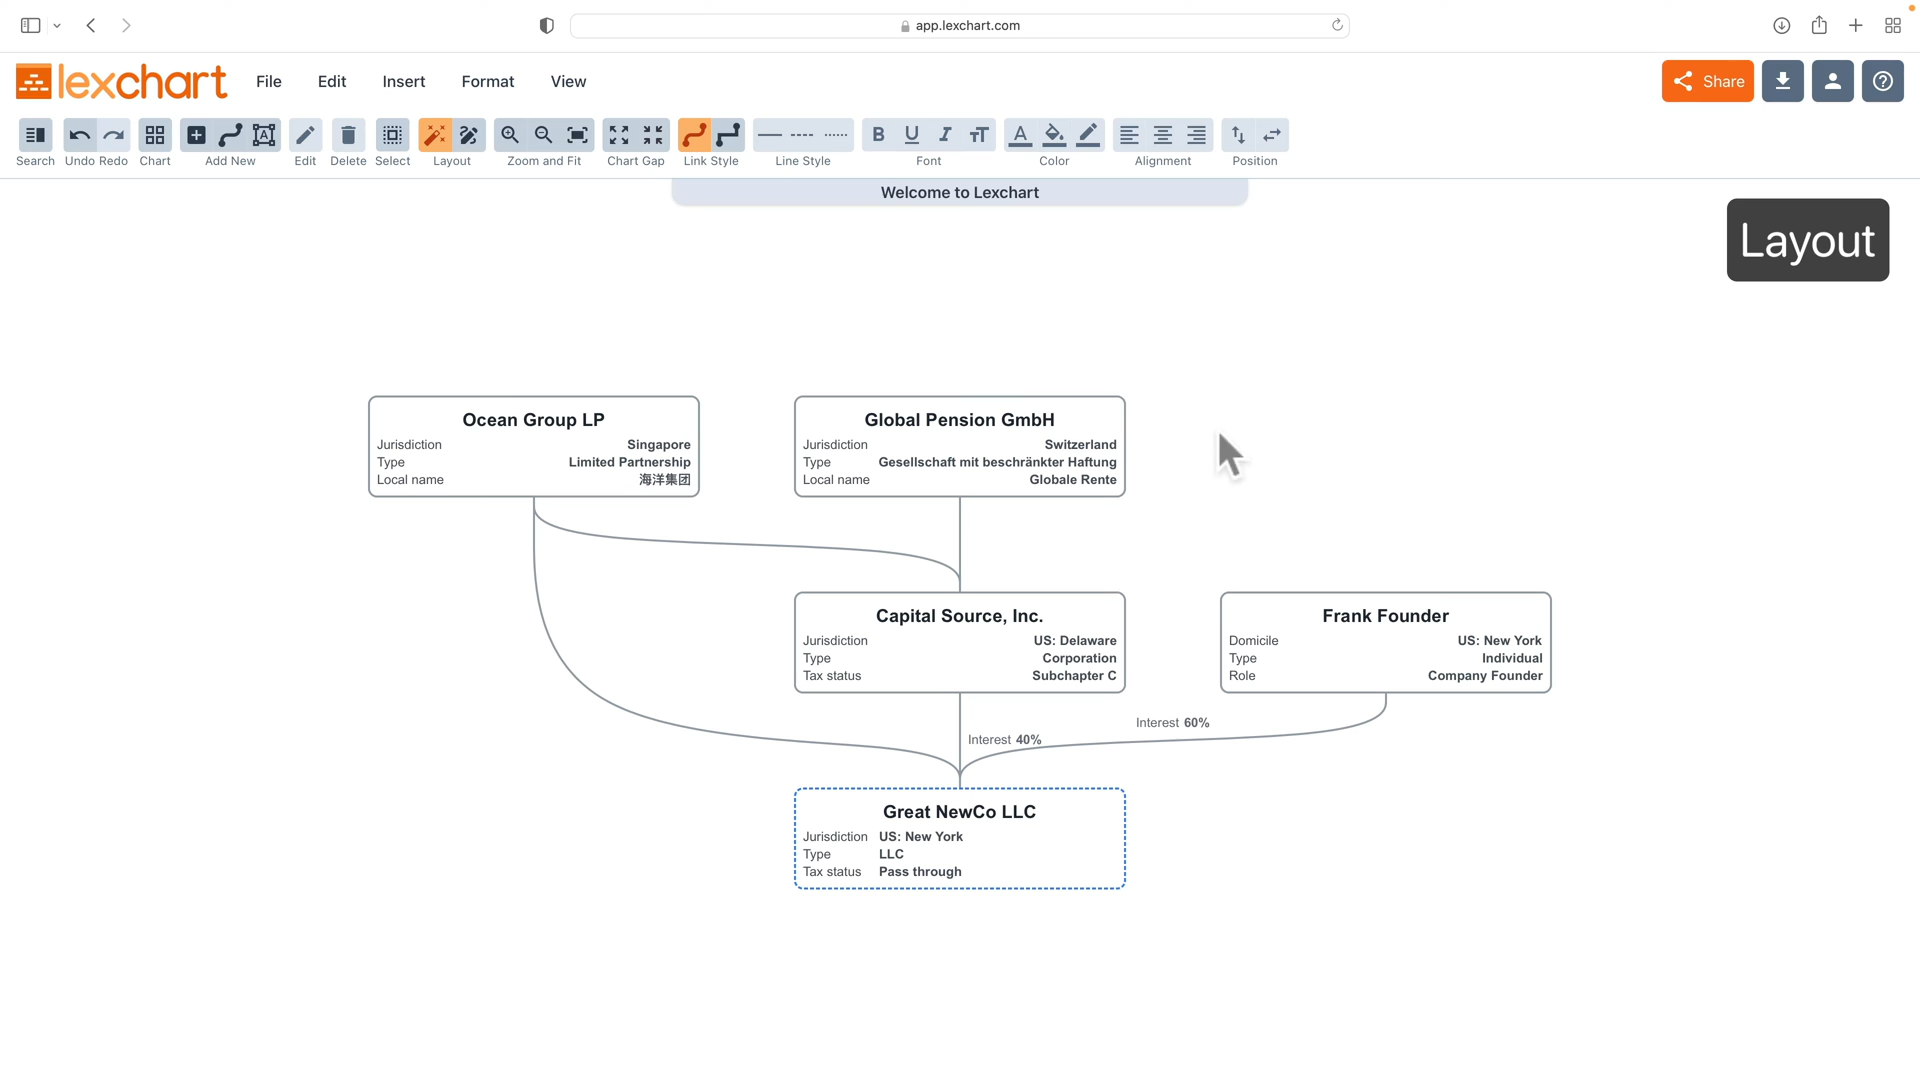 app.lexchart.com
lexchart File Edit Insert Format View Share
Search Undo Redo Chart Add New Edit Delete Select Layout Zoom and Fit Chart Gap Link Style Line Style Font Color Alignment Position
Welcome to Lexchart
Layout
Ocean Group LP
Jurisdiction Singapore
Type Limited Partnership
Local name 海洋集团
Global Pension GmbH
Jurisdiction Switzerland
Type Gesellschaft mit beschränkter Haftung
Local name Globale Rente
Capital Source, Inc.
Jurisdiction US: Delaware
Type Corporation
Tax status Subchapter C
Frank Founder
Domicile US: New York
Type Individual
Role Company Founder
Interest 60%
Interest 40%
Great NewCo LLC
Jurisdiction US: New York
Type LLC
Tax status Pass through